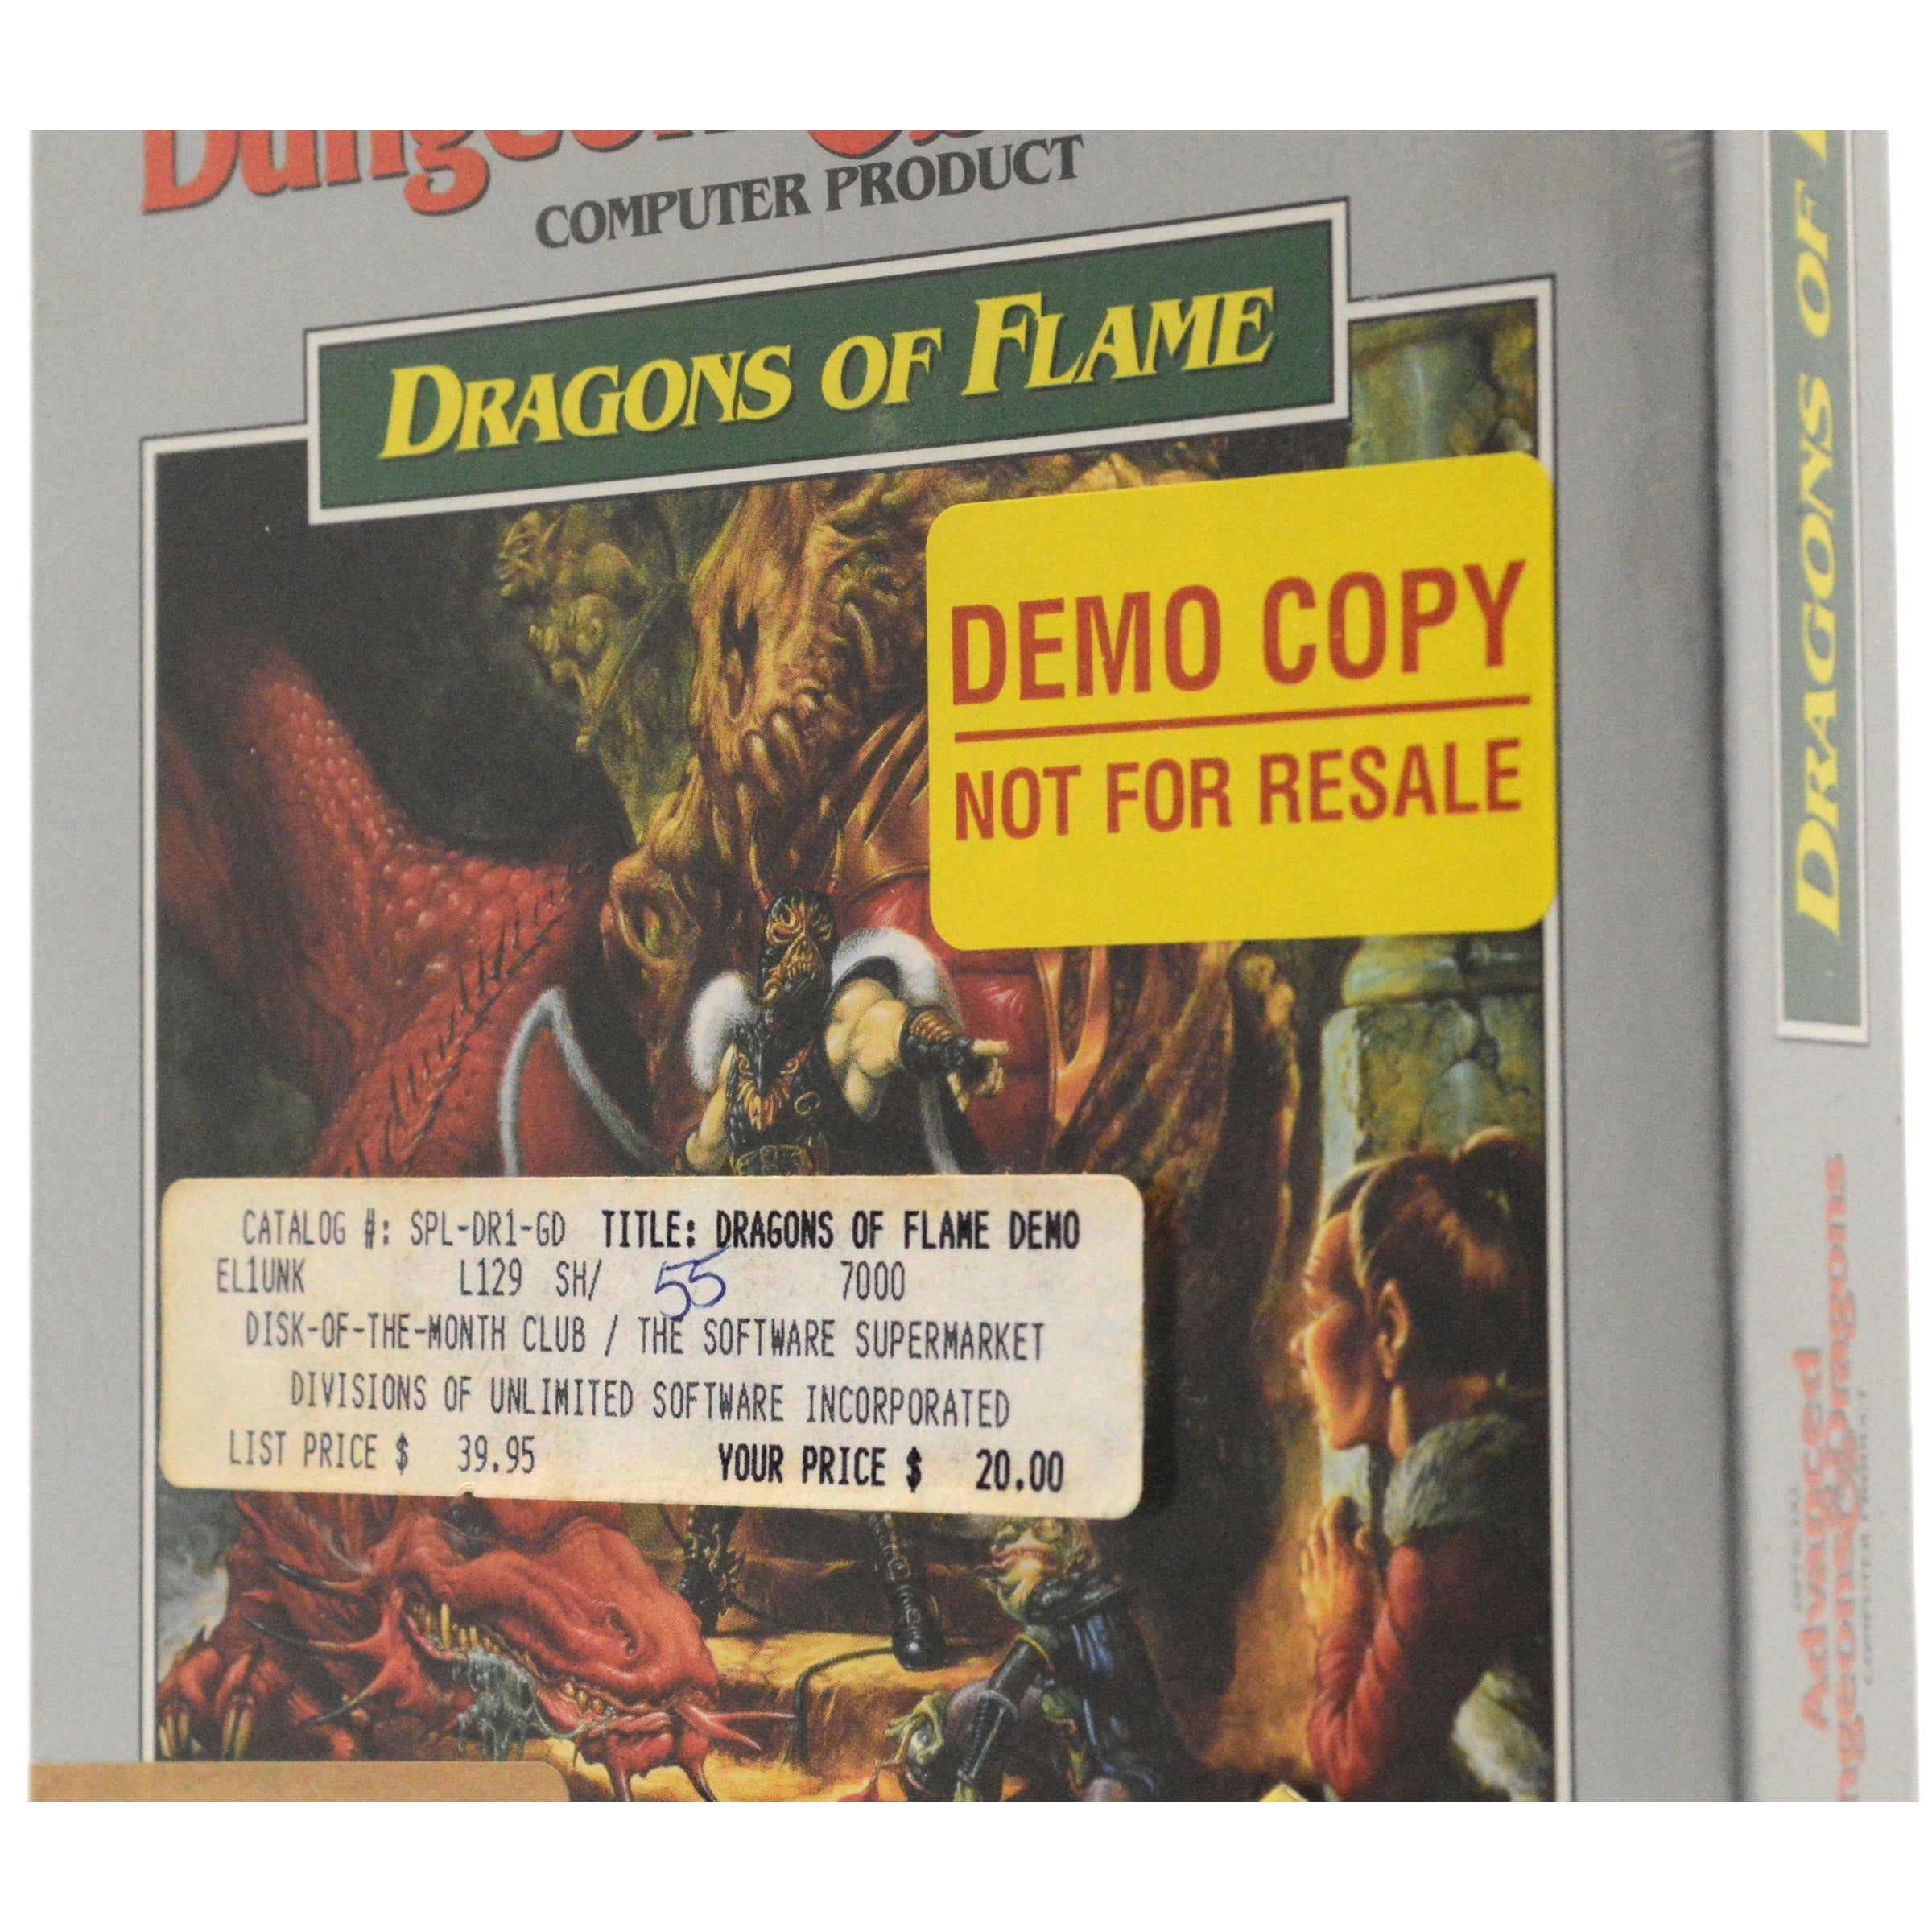 COMPUTER PRODUCT
DRAGONS OF FLAME
DEMO COPY
NOT FOR RESALE
CATALOG #: SPL-DR1-GD TITLE: DRAGONS OF FLAME DEMO
EL1UNK L129 SH/ 55 7000
DISK-OF-THE-MONTH CLUB / THE SOFTWARE SUPERMARKET
DIVISIONS OF UNLIMITED SOFTWARE INCORPORATED
LIST PRICE $ 39.95 YOUR PRICE $ 20.00
DRAGONS OF
Advanced
COMPUTER PRODUCT